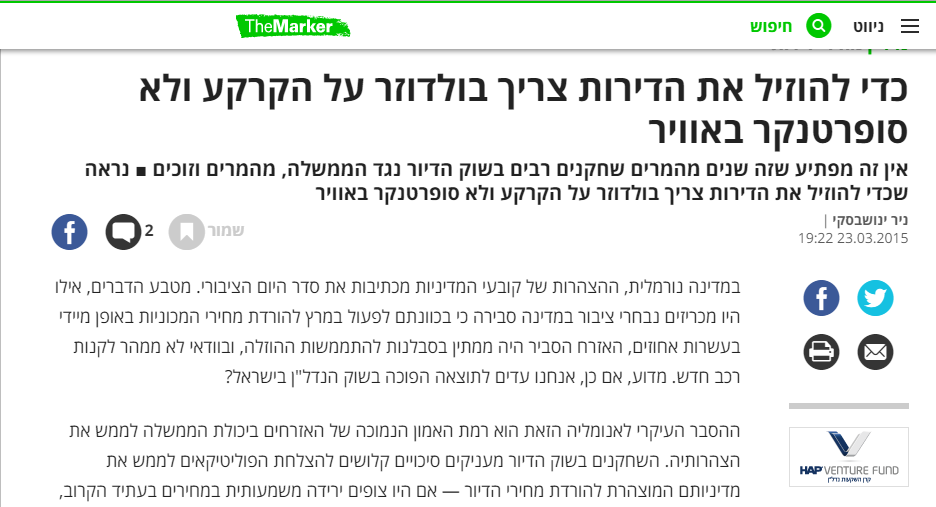 ניווט
חיפוש
TheMarker
כדי להוזיל את הדירות צריך בולדוזר על הקרקע ולא
סופרטנקר באוויר
אין זה מפתיע שזה שנים מהמרים שחקנים רבים בשוק הדיור נגד הממשלה, מהמרים וזוכים ■ נראה
שכדי להוזיל את הדירות צריך בולדוזר על הקרקע ולא סופרטנקר באוויר
ניר ינושבסקי |
23.03.2015 19:22
שמור
2
במדינה נורמלית, ההצהרות של קובעי המדיניות מכתיבות את סדר היום הציבורי. מטבע הדברים, אילו
היו מכריזים נבחרי ציבור במדינה סבירה כי בכוונתם לפעול במרץ להורדת מחירי המכוניות באופן מיידי
בעשרות אחוזים, האזרח הסביר היה ממתין בסבלנות להתממשות ההוזלה, ובוודאי לא ממהר לקנות
רכב חדש. מדוע, אם כן, אנחנו עדים לתוצאה הפוכה בשוק הנדל"ן בישראל?
ההסבר העיקרי לאנומליה הזאת הוא רמת האמון הנמוכה של האזרחים ביכולת הממשלה לממש את
הצהרותיה. השחקנים בשוק הדיור מעניקים סיכויים קלושים להצלחת הפוליטיקאים לממש את
מדיניותם המוצהרת להורדת מחירי הדיור — אם היו צופים ירידה משמעותית במחירים בעתיד הקרוב,
HAP VENTURE FUND
קרן השקעות נדל"ן